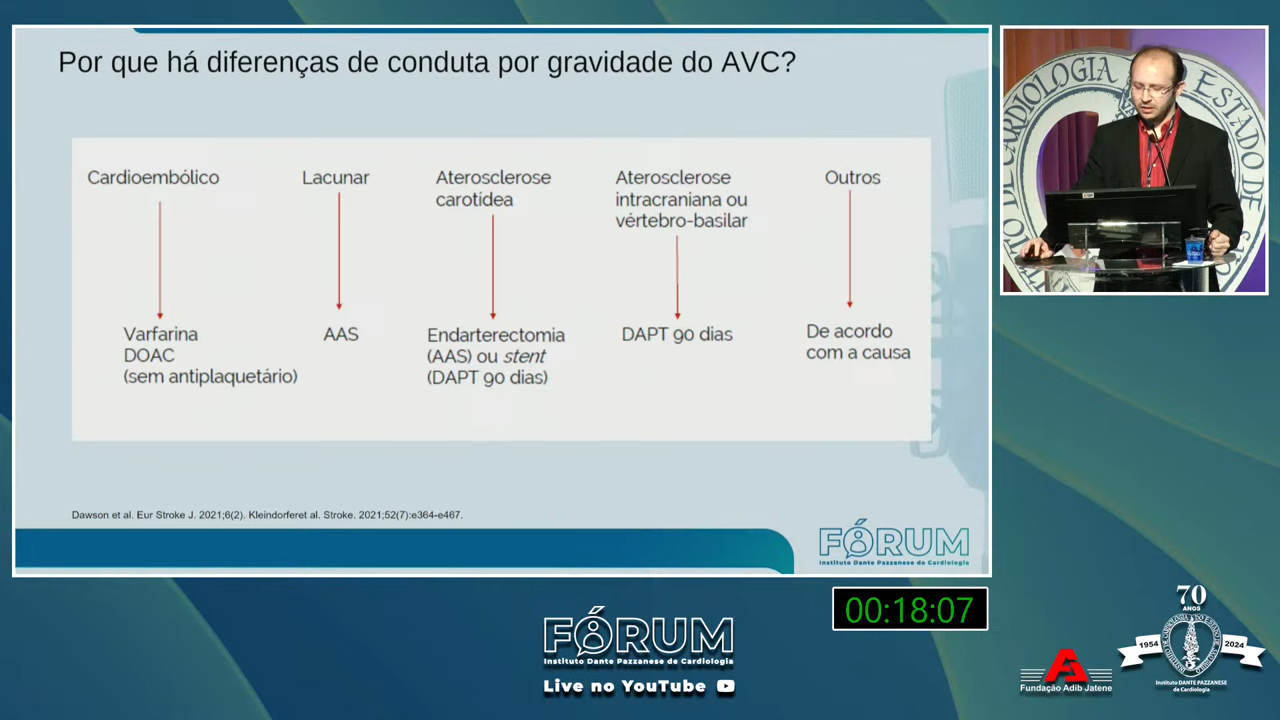 Por que há diferenças de conduta por gravidade do AVC?
Cardioembólico
Lacunar
Aterosclerose
carotídea
Aterosclerose
intracraniana ou
vértebro-basilar
Outros
Varfarina
DOAC
(sem antiplaquetário)
AAS
Endarterectomia
(AAS) ou stent
(DAPT 90 dias)
DAPT 90 dias
De acordo
com a causa
Dawson et al. Eur Stroke J. 2021;6(2). Kleindorferet al. Stroke. 2021;52(7):e364-e467.
FÓRUM
Instituto Dante Pazzanese de Cardiologia
CARDIOLOGIA
ESTADO DE
00:18:07
FÓRUM
Instituto Dante Pazzanese de Cardiologia
Live no YouTube
Fundação Adib Jatene
70
ANOS
1954
2024
Instituto DANTE PAZZANESE
de Cardiologia